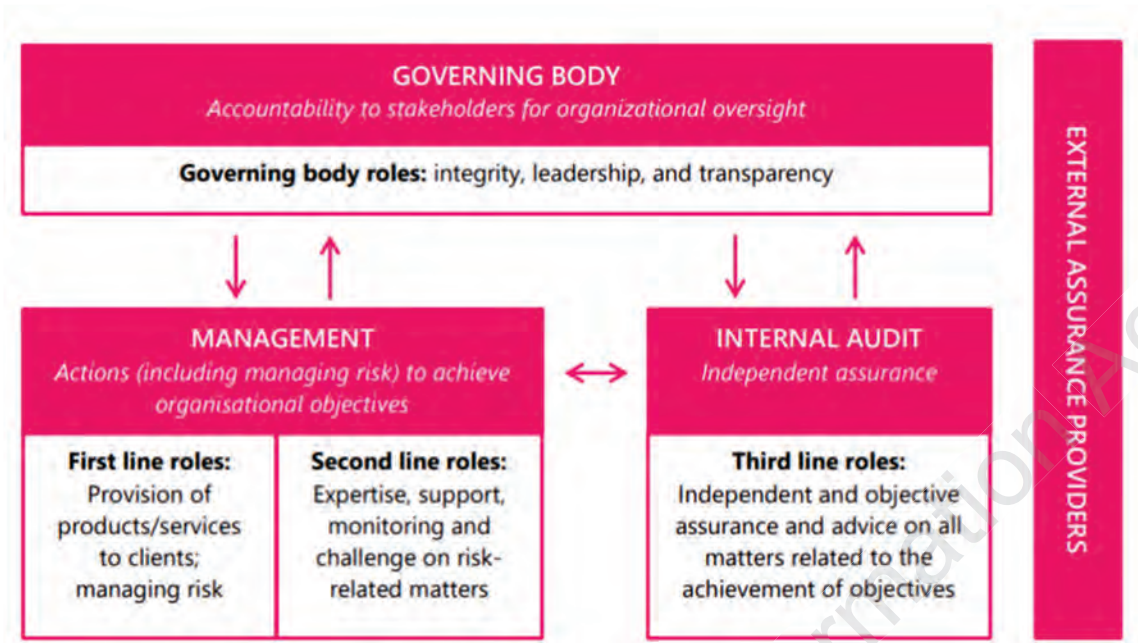 GOVERNING BODY
Accountability to stakeholders for organizational oversight
Governing body roles: integrity, leadership, and transparency
MANAGEMENT
Actions (including managing risk) to achieve
organisational objectives
First line roles:
Provision of
products/services
to clients;
managing risk
Second line roles:
Expertise, support,
monitoring and
challenge on risk-
related matters
INTERNAL AUDIT
Independent assurance
Third line roles:
Independent and objective
assurance and advice on all
matters related to the
achievement of objectives
EXTERNAL ASSURANCE PROVIDERS